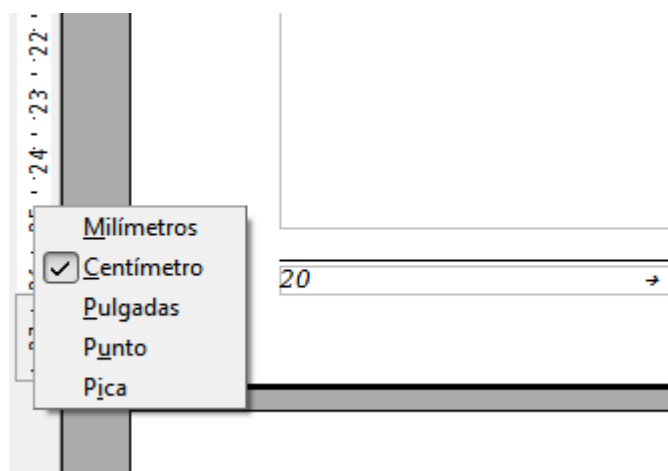 22
23
24
Milímetros
Centímetro
Pulgadas
Punto
Pica
20 →